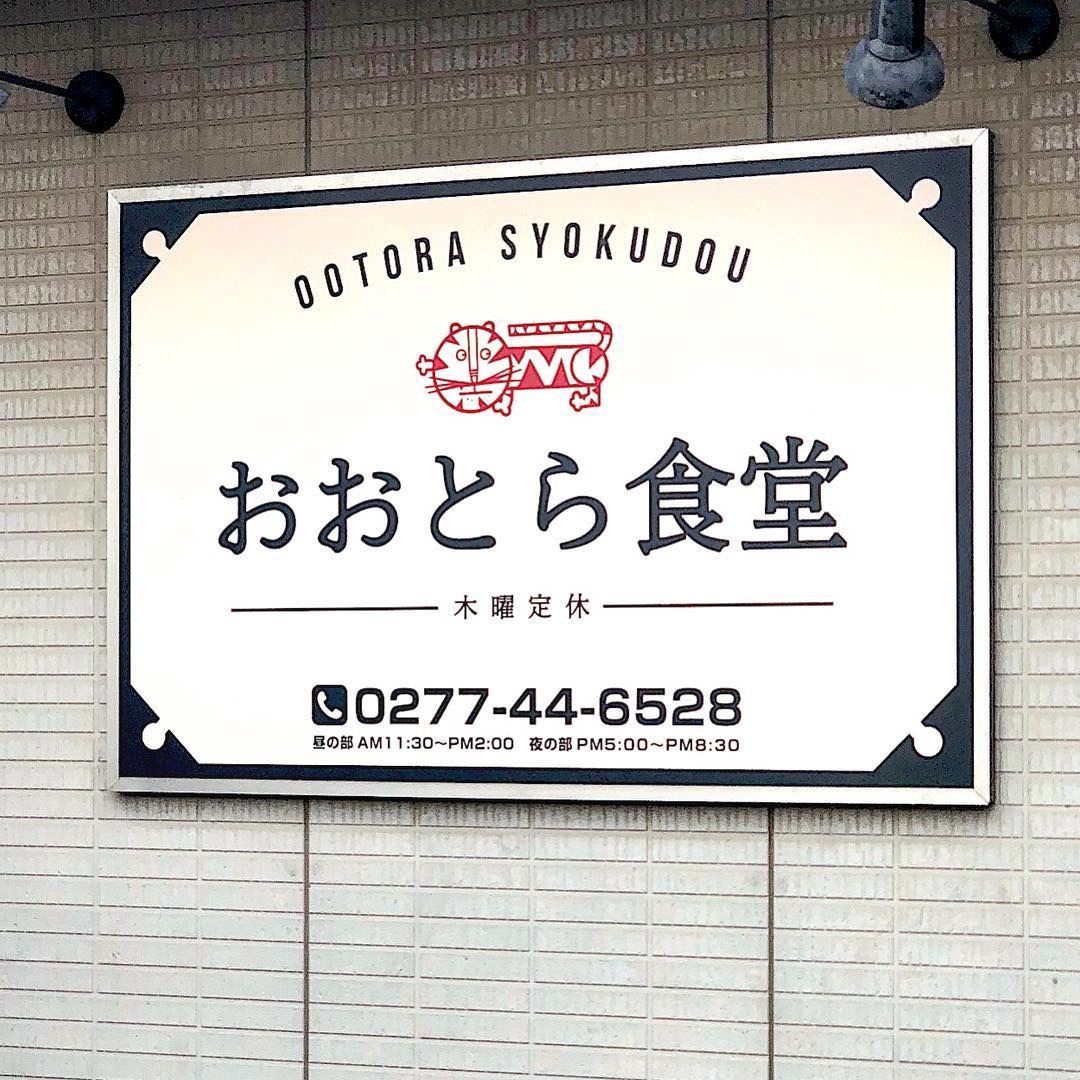 OOTORA SYOKUDOU
おおとら食堂
木曜定休
0277-44-6528
昼の部 AM11:30〜PM2:00 夜の部 PM5:00〜PM8:30